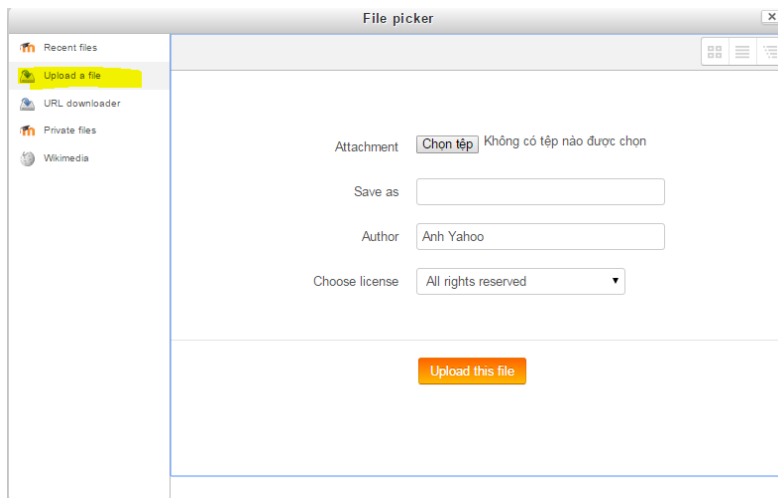 File picker
Recent files
Upload a file
URL downloader
Private files
Wikimedia
Attachment Chọn tệp Không có tệp nào được chọn
Save as
Author Anh Yahoo
Choose license All rights reserved
Upload this file